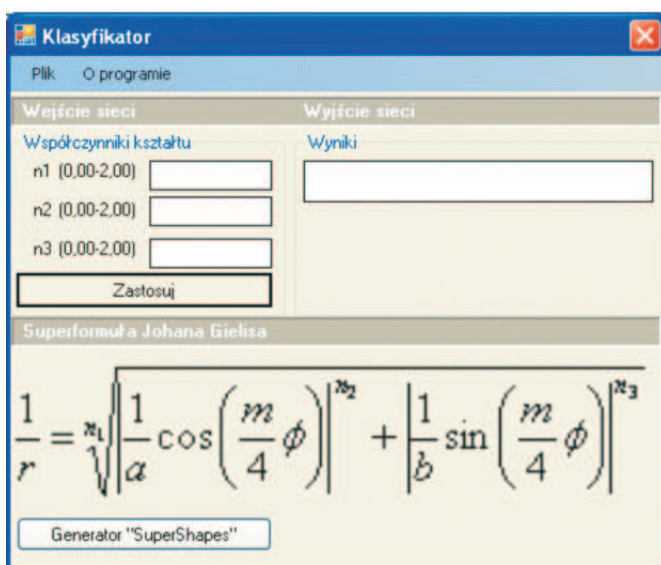 Klasyfikator
Plik O programie
Wejście sieci Wyjście sieci
Współczynniki kształtu Wyniki
n1 (0,00-2,00)
n2 (0,00-2,00)
n3 (0,00-2,00)
Zastosuj
Superformuła Johana Gielisa
1/r = ⁿ¹√(|1/a cos(m/4 ϕ)|ⁿ² + |1/b sin(m/4 ϕ)|ⁿ³)
Generator "SuperShapes"